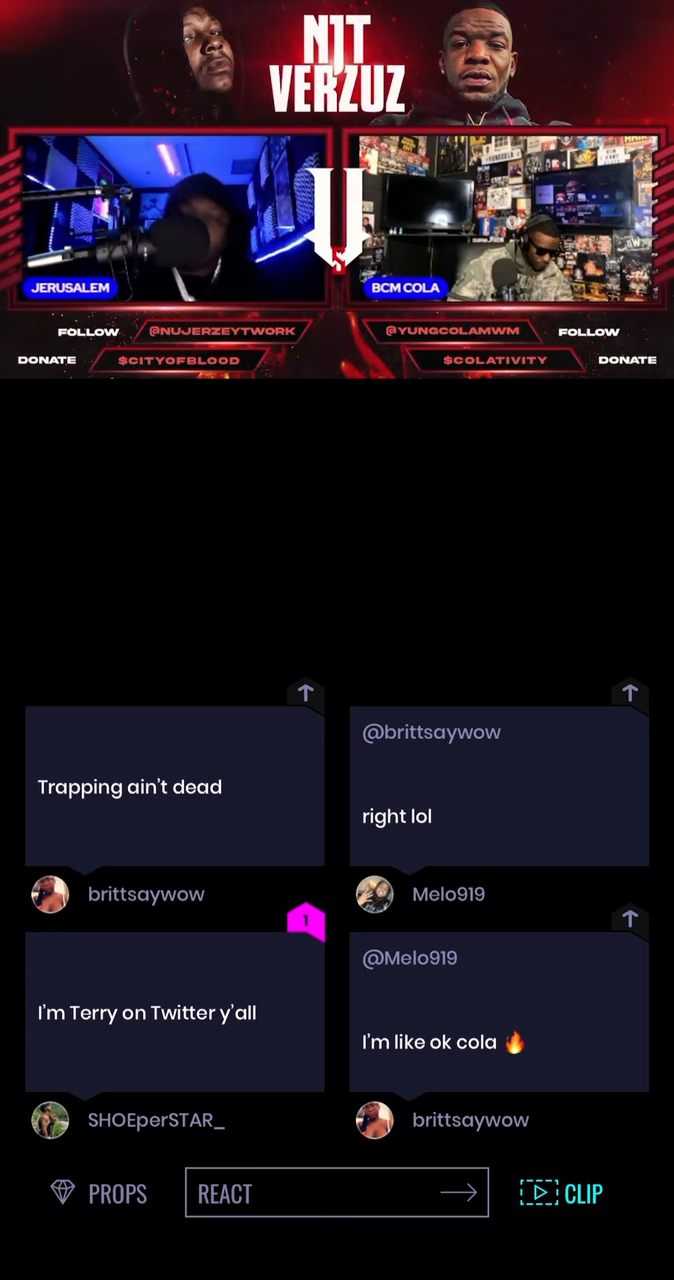 NJT
VERZUZ
V
S
JERUSALEM
BCM COLA
FOLLOW @NUJERZEYTWORK
@YUNGCOLAMWM FOLLOW
DONATE $CITYOFBLOOD
$COLATIVITY DONATE
Trapping ain’t dead
brittsaywow
@brittsaywow
right lol
Melo919
1
I’m Terry on Twitter y’all
SHOEperSTAR_
@Melo919
I’m like ok cola 🔥
brittsaywow
PROPS
REACT
CLIP